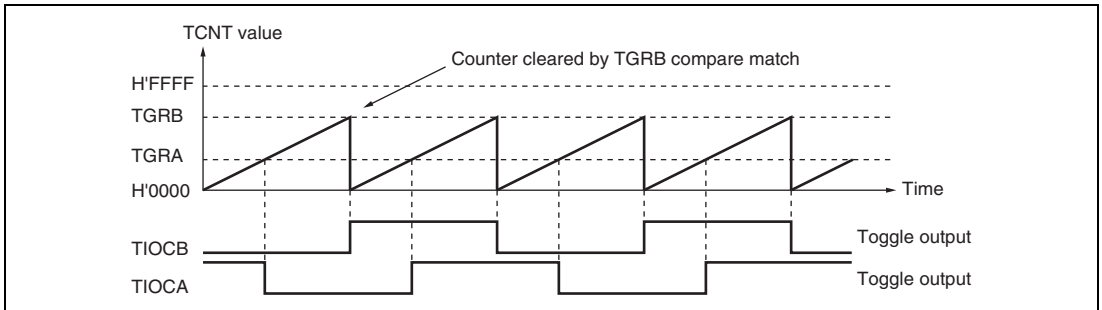 TCNT value
Counter cleared by TGRB compare match
H'FFFF
TGRB
TGRA
H'0000
Time
TIOCB
Toggle output
TIOCA
Toggle output